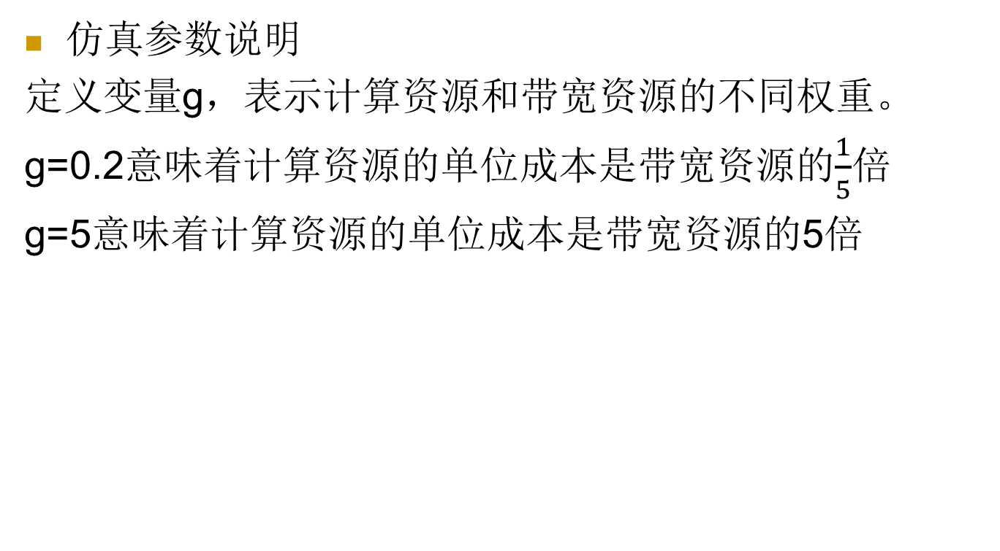 仿真参数说明
定义变量g，表示计算资源和带宽资源的不同权重。
g=0.2意味着计算资源的单位成本是带宽资源的1/5倍
g=5意味着计算资源的单位成本是带宽资源的5倍